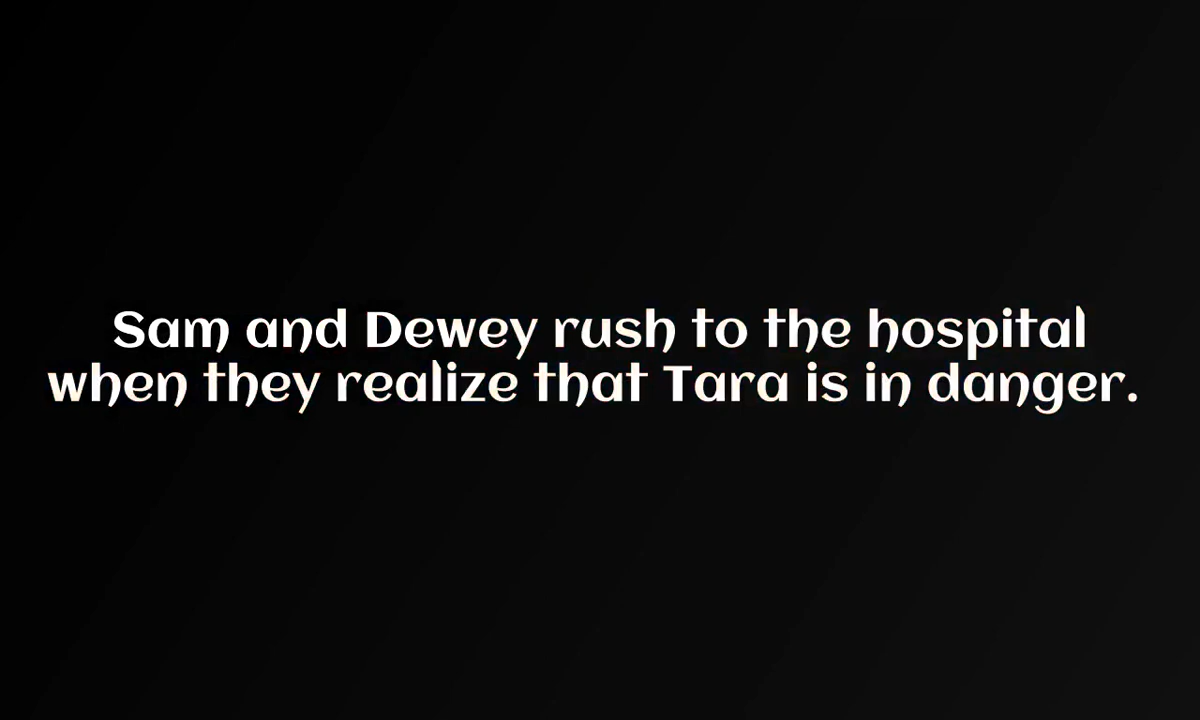 Sam and Dewey rush to the hospital
when they realize that Tara is in danger.